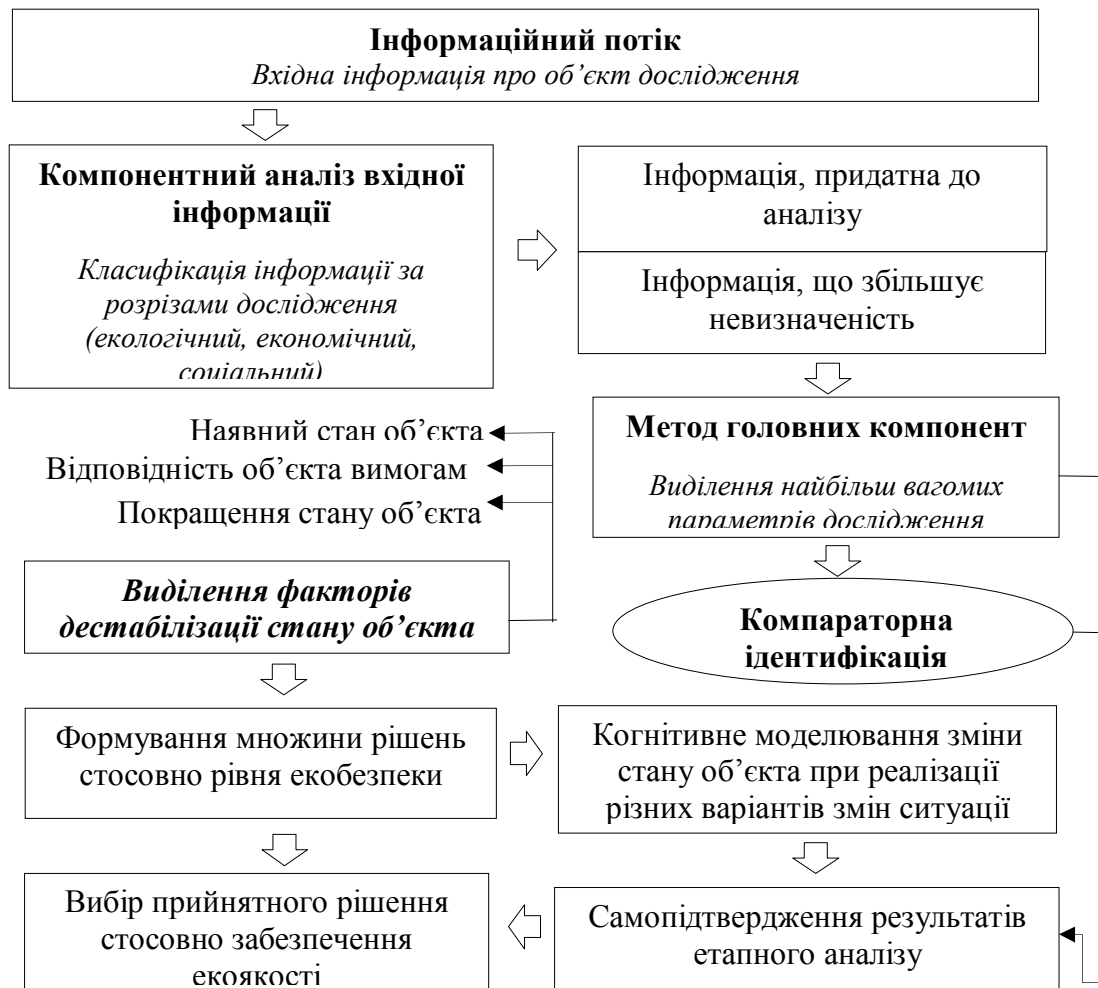 Інформаційний потік
Вхідна інформація про об’єкт дослідження
Компонентний аналіз вхідної
інформації
Класифікація інформації за
розрізами дослідження
(екологічний, економічний,
соціальний)
Інформація, придатна до
аналізу
Інформація, що збільшує
невизначеність
Метод головних компонент
Виділення найбільш вагомих
параметрів дослідження
Наявний стан об’єкта
Відповідність об’єкта вимогам
Покращення стану об’єкта
Виділення факторів
дестабілізації стану об’єкта
Компараторна
ідентифікація
Формування множини рішень
стосовно рівня екобезпеки
Когнітивне моделювання зміни
стану об’єкта при реалізації
різних варіантів змін ситуації
Вибір прийнятного рішення
стосовно забезпечення
екоякості
Самопідтвердження результатів
етапного аналізу